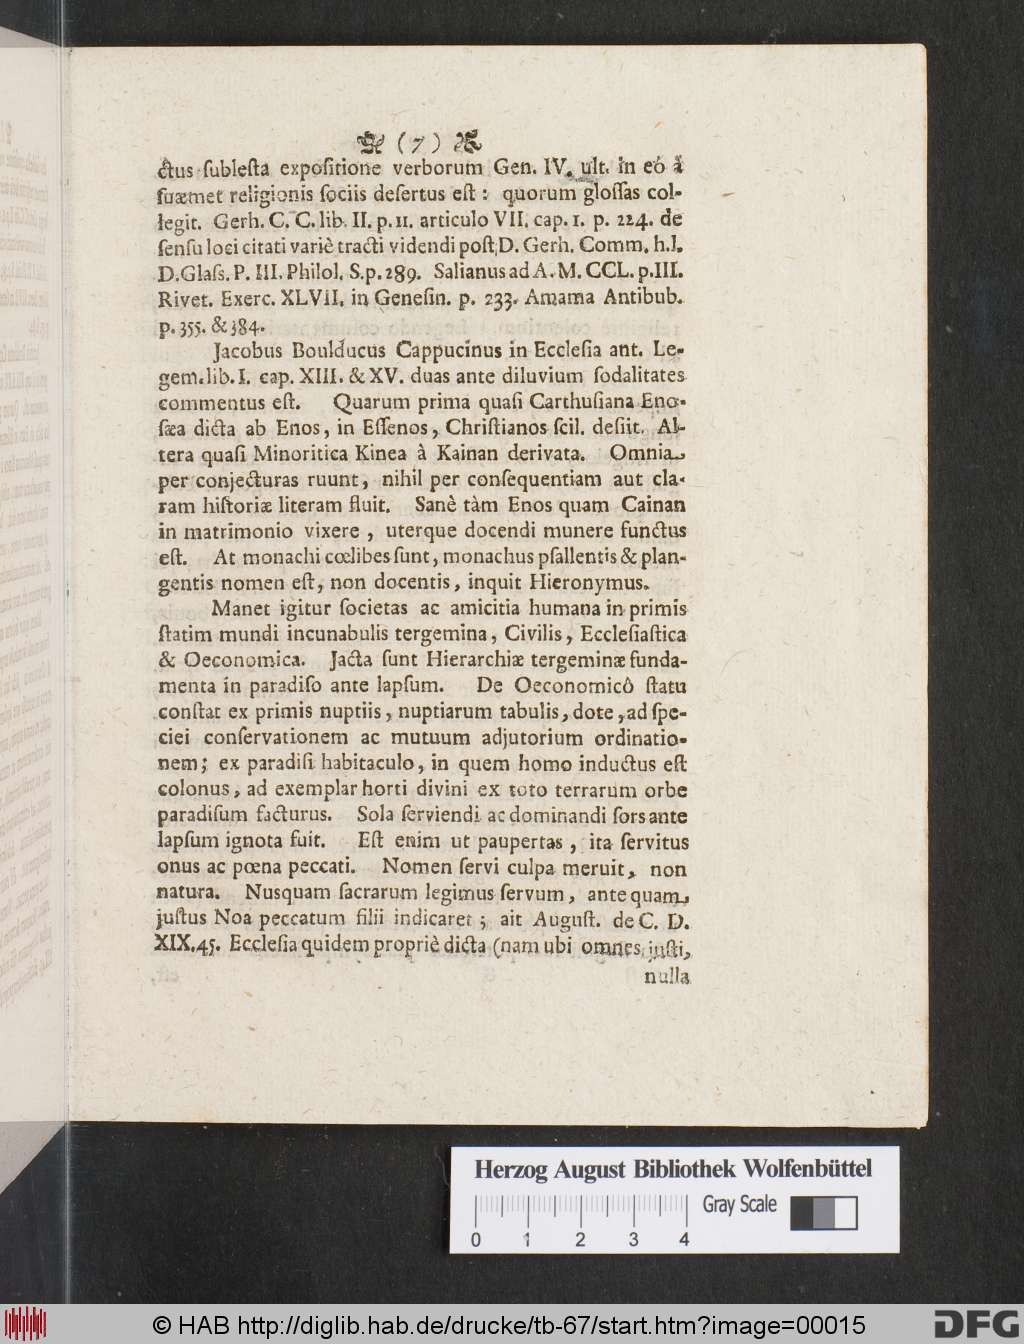 ( 7 )
ctus sublesta expositione verborum Gen. IV. ult. in eó â
suæmet religionis sociis desertus est : quorum glossas col-
legit. Gerh. C. C. lib. II. p. 11. articulo VII. cap. 1. p. 224. de
sensu loci citati variè tracti videndi post D. Gerh. Comm. h. l.
D. Glass. P. III. Philol. S. p. 289. Salianus ad A. M. CCL. p. III.
Rivet. Exerc. XLVII. in Genesin. p. 233. Amama Antibub.
p. 355. & 384.
Jacobus Boulducus Cappucinus in Ecclesia ant. Le-
gem. lib. I. cap. XIII. & XV. duas ante diluvium sodalitates
commentus est. Quarum prima quasi Carthusiana Eno-
sæa dicta ab Enos, in Essenos, Christianos scil. desiit. Al-
tera quasi Minoritica Kinea à Kainan derivata. Omnia
per conjecturas ruunt, nihil per consequentiam aut cla-
ram historiæ literam fluit. Sanè tàm Enos quam Cainan
in matrimonio vixere , uterque docendi munere functus
est. At monachi cœlibes sunt, monachus psallentis & plan-
gentis nomen est, non docentis, inquit Hieronymus.
Manet igitur societas ac amicitia humana in primis
statim mundi incunabulis tergemina, Civilis, Ecclesiastica
& Oeconomica. Jacta sunt Hierarchiæ tergeminæ funda-
menta in paradiso ante lapsum. De Oeconomicô statu
constat ex primis nuptiis, nuptiarum tabulis, dote, ad spe-
ciei conservationem ac mutuum adjutorium ordinatio-
nem; ex paradisi habitaculo, in quem homo inductus est
colonus, ad exemplar horti divini ex toto terrarum orbe
paradisum facturus. Sola serviendi ac dominandi sors ante
lapsum ignota fuit. Est enim ut paupertas , ita servitus
onus ac pœna peccati. Nomen servi culpa meruit, non
natura. Nusquam sacrarum legimus servum, ante quam
justus Noa peccatum filii indicaret ; ait August. de C. D.
XIX. 45. Ecclesia quidem propriè dicta (nam ubi omnes justi,
nulla
Herzog August Bibliothek Wolfenbüttel
Gray Scale
0 1 2 3 4
© HAB http://diglib.hab.de/drucke/tb-67/start.htm?image=00015
DFG